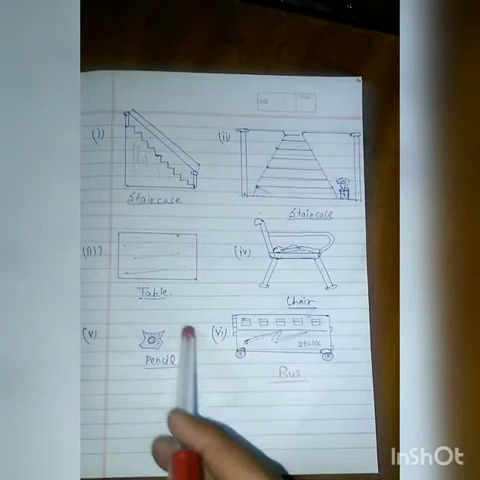 (i)
Staircase
(ii)
Staircase
(iii)
Table.
(iv)
Chair
(v)
Pencil
(vi)
Bus
InShOt